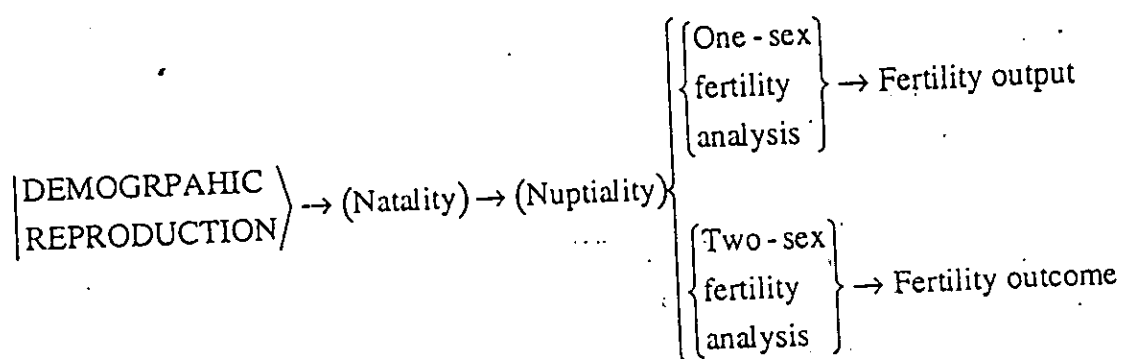 One - sex
fertility → Fertility output
analysis
|DEMOGRPAHIC
REPRODUCTION⟩ → (Natality) → (Nuptiality)
Two - sex
fertility → Fertility outcome
analysis